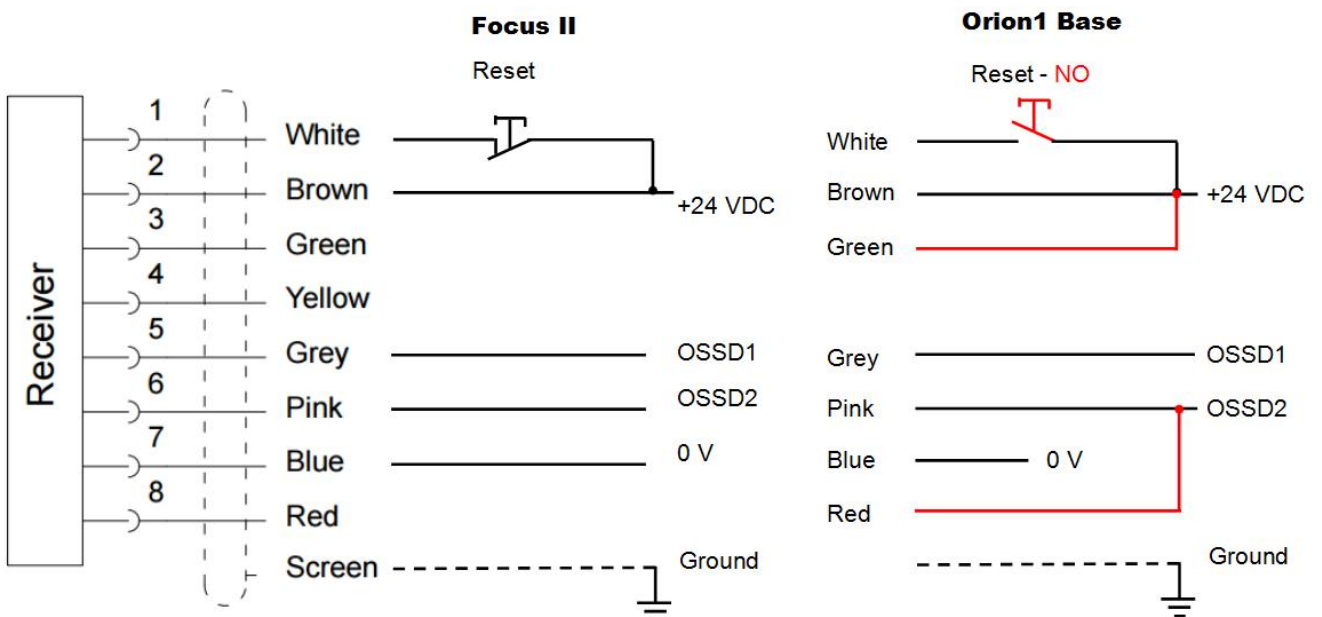 Focus II
Orion1 Base
Reset
Reset - NO
1
White
White
2
Brown
+24 VDC
Brown
+24 VDC
3
Green
Green
4
Yellow
Receiver
5
Grey
OSSD1
Grey
OSSD1
6
Pink
OSSD2
Pink
OSSD2
7
Blue
0 V
Blue
0 V
8
Red
Red
Screen
Ground
Ground